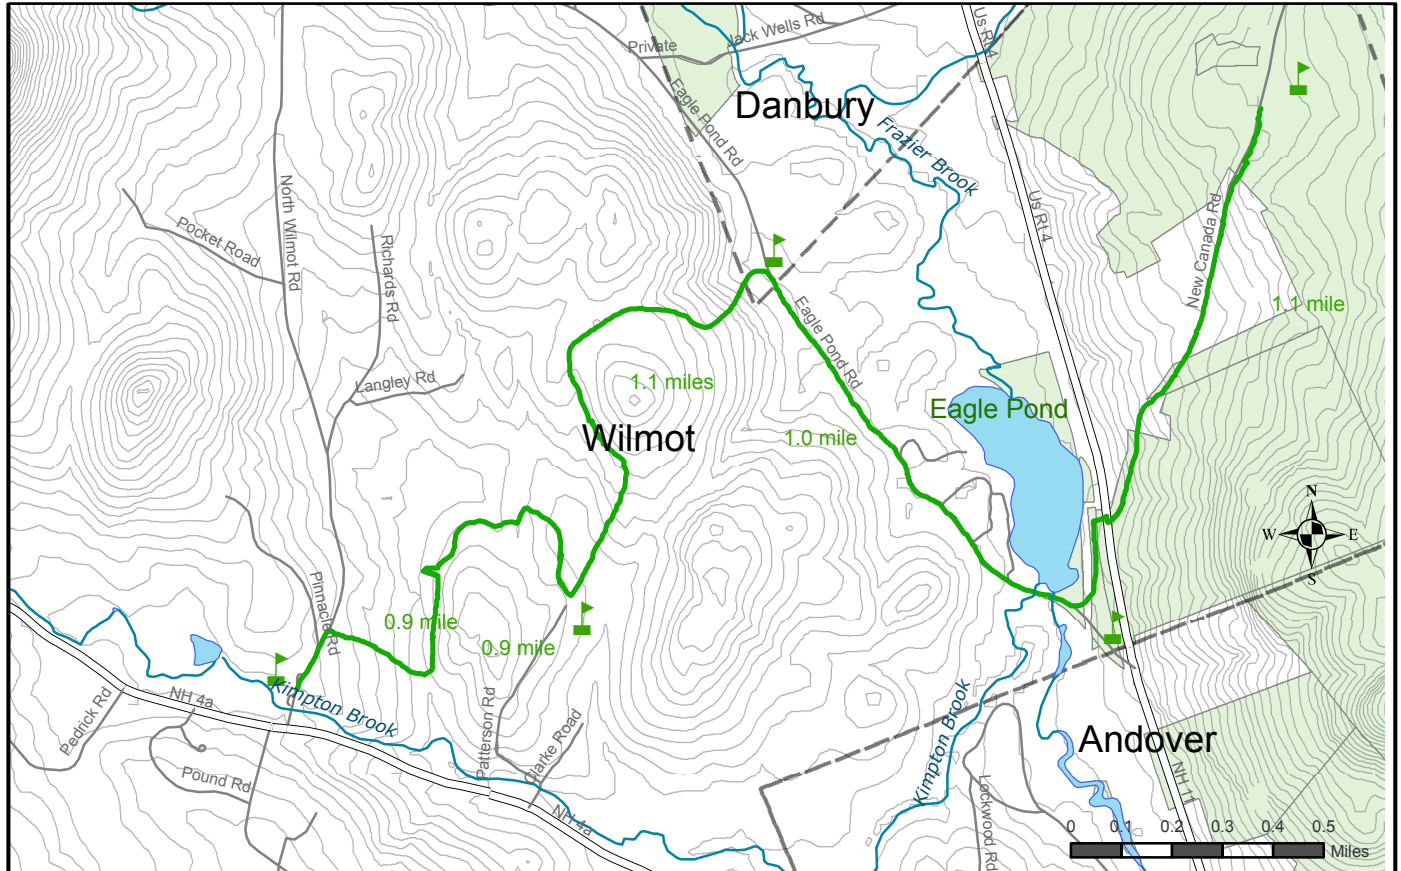 Us Rt 4
Jack Wells Rd
Private
Eagle Pond Rd
Danbury
Frazier Brook
North Wilmot Rd
Us Rt 4
New Canada Rd
Pocket Road
Richards Rd
1.1 mile
Eagle Pond Rd
Langley Rd
1.1 miles
Eagle Pond
Wilmot
1.0 mile
N
W
E
S
Pinnacle Rd
0.9 mile
0.9 mile
Kimpton Brook
NH 4a
Pedrick Rd
Patterson Rd
Clarke Road
Kimpton Brook
Andover
Pound Rd
NH 11
Lockwood Rd
NH 4a
0 0.1 0.2 0.3 0.4 0.5
Miles